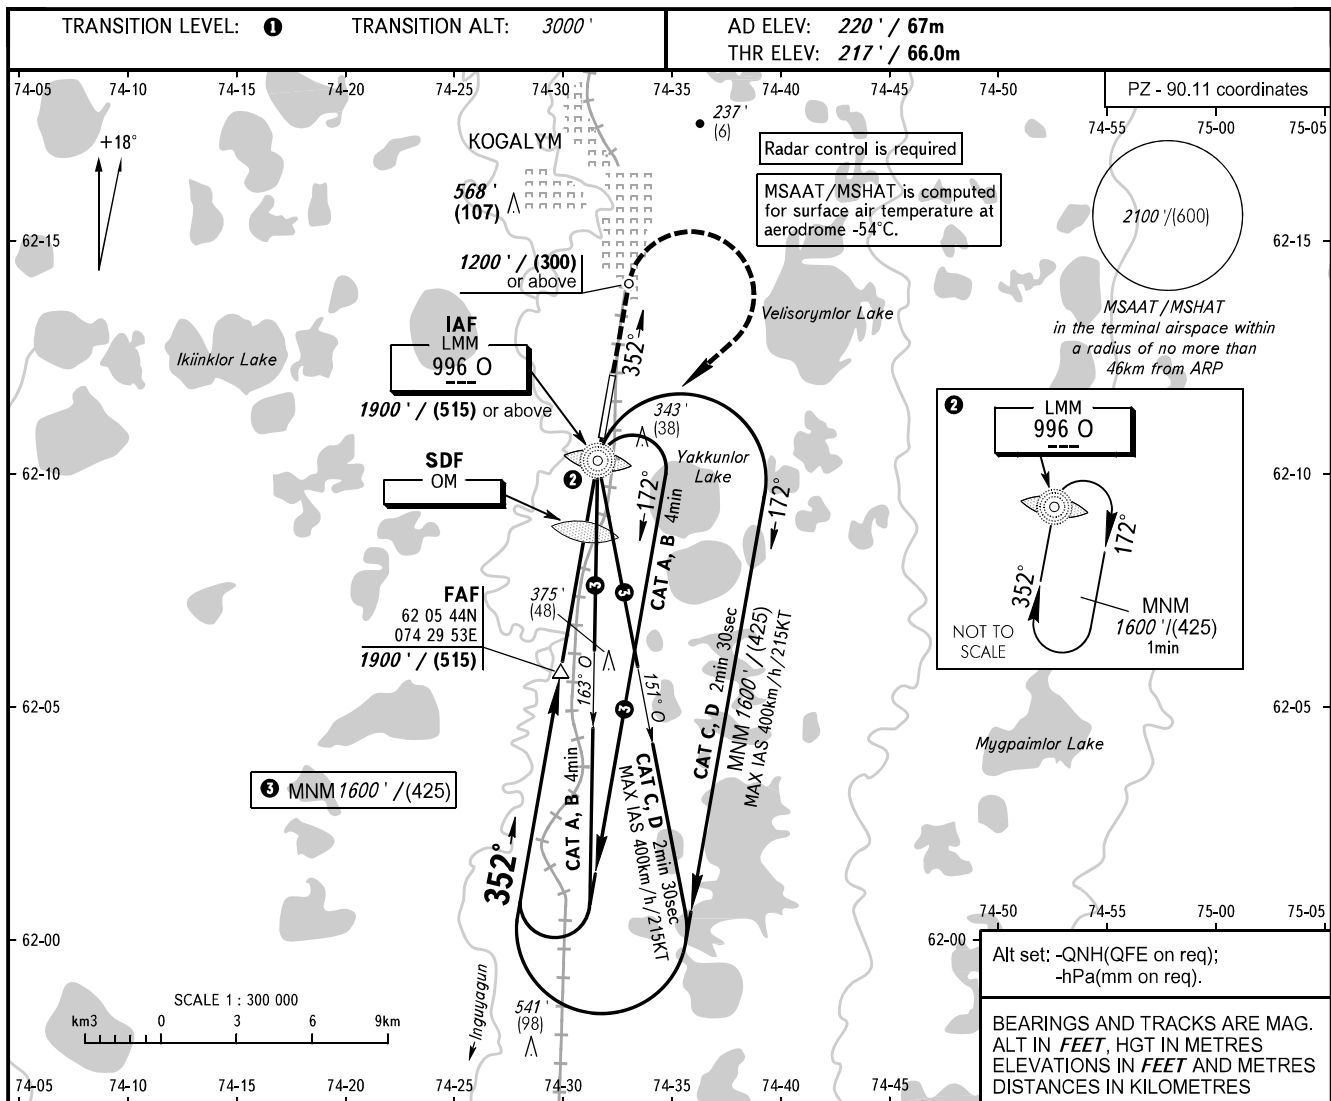 TRANSITION LEVEL: 1 TRANSITION ALT: 3000 '
AD ELEV: 220 ' / 67m
THR ELEV: 217 ' / 66.0m
74-05 74-10 74-15 74-20 74-25 74-30 74-35 74-40 74-45 74-50
PZ - 90.11 coordinates
74-55 75-00 75-05
+18°
KOGALYM
237 '
(6)
Radar control is required
568 '
(107)
MSAAT/MSHAT is computed
for surface air temperature at
aerodrome -54°C.
2100 '/(600)
62-15
62-15
1200 ' / (300)
or above
MSAAT/MSHAT
in the terminal airspace within
a radius of no more than
46km from ARP
Velisorymlor Lake
352°
IAF
LMM
996 O
Ikiinklor Lake
1900 ' / (515) or above
343 '
(38)
2
LMM
996 O
SDF
OM
2
Yakkunlor
Lake
62-10
62-10
172°
172°
CAT A, B 4min
172°
352°
MNM
1600 '/(425)
1min
NOT TO
SCALE
FAF
62 05 44N
074 29 53E
1900 ' / (515)
375 '
(48)
3
3
3
163° O
151° O
CAT C, D 2min 30sec
MNM 1600 ' /(425)
MAX IAS 400km/h/215KT
62-05
62-05
Mygpaimlor Lake
3 MNM 1600 ' /(425)
CAT A, B 4min
CAT C, D 2min 30sec
MAX IAS 400km/h/215KT
352°
74-50 74-55 75-00 75-05
62-00
62-00
Alt set: -QNH(QFE on req);
-hPa(mm on req).
SCALE 1 : 300 000
km3 0 3 6 9km
Inguyagun
541 '
(98)
BEARINGS AND TRACKS ARE MAG.
ALT IN FEET, HGT IN METRES
ELEVATIONS IN FEET AND METRES
DISTANCES IN KILOMETRES
74-05 74-10 74-15 74-20 74-25 74-30 74-35 74-40 74-45